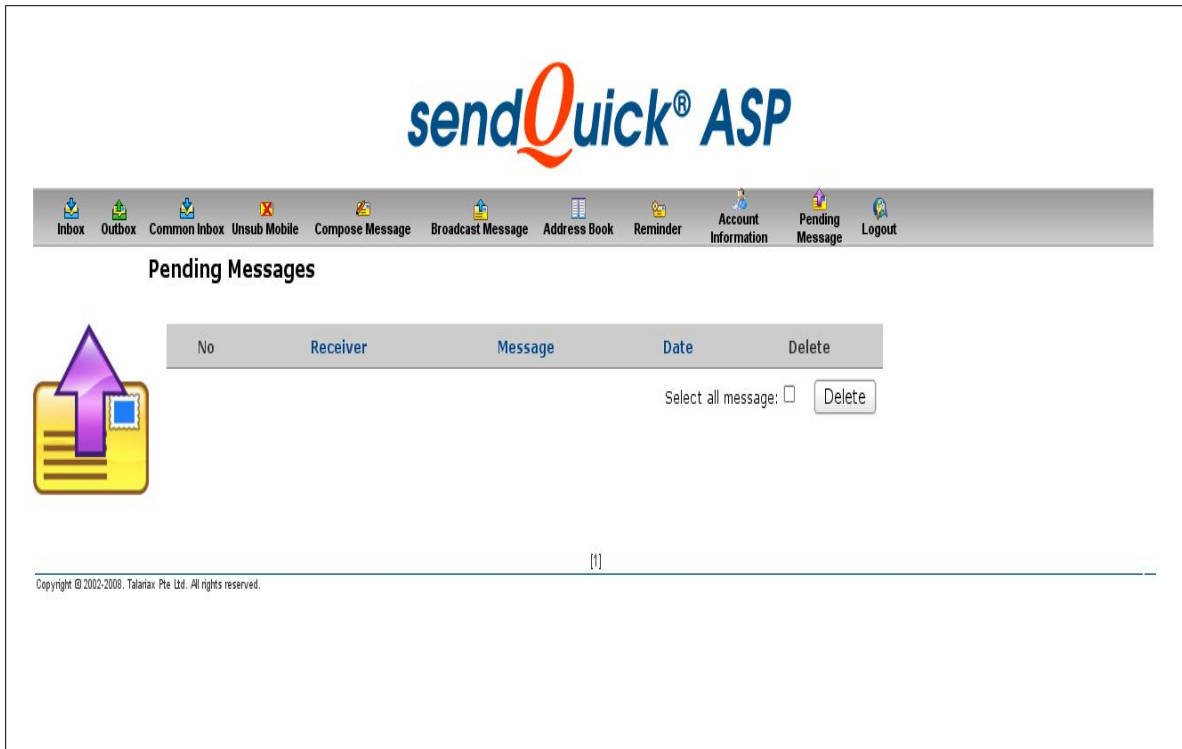 sendQuick® ASP
Inbox Outbox Common Inbox Unsub Mobile Compose Message Broadcast Message Address Book Reminder Account Information Pending Message Logout
Pending Messages
No Receiver Message Date Delete
Select all message: Delete
[1]
Copyright © 2002-2008. Talariax Pte Ltd. All rights reserved.